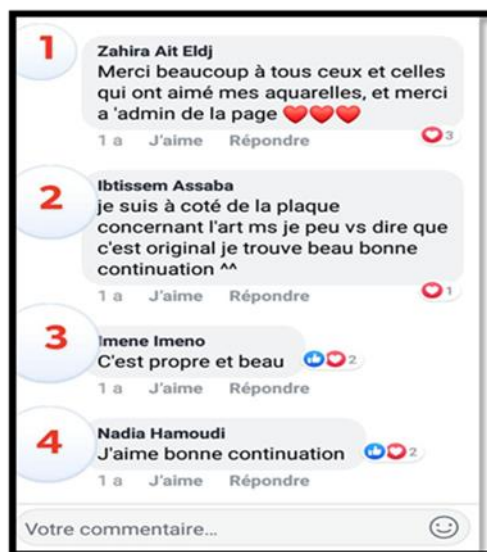 1
Zahira Ait Eldj
Merci beaucoup à tous ceux et celles
qui ont aimé mes aquarelles, et merci
a 'admin de la page ❤️❤️❤️
1 a J'aime Répondre 3
2
Ibtissem Assaba
je suis à coté de la plaque
concernant l'art ms je peu vs dire que
c'est original je trouve beau bonne
continuation ^^
1 a J'aime Répondre 1
3
Imene Imeno
C'est propre et beau 2
1 a J'aime Répondre
4
Nadia Hamoudi
J'aime bonne continuation 2
1 a J'aime Répondre
Votre commentaire...